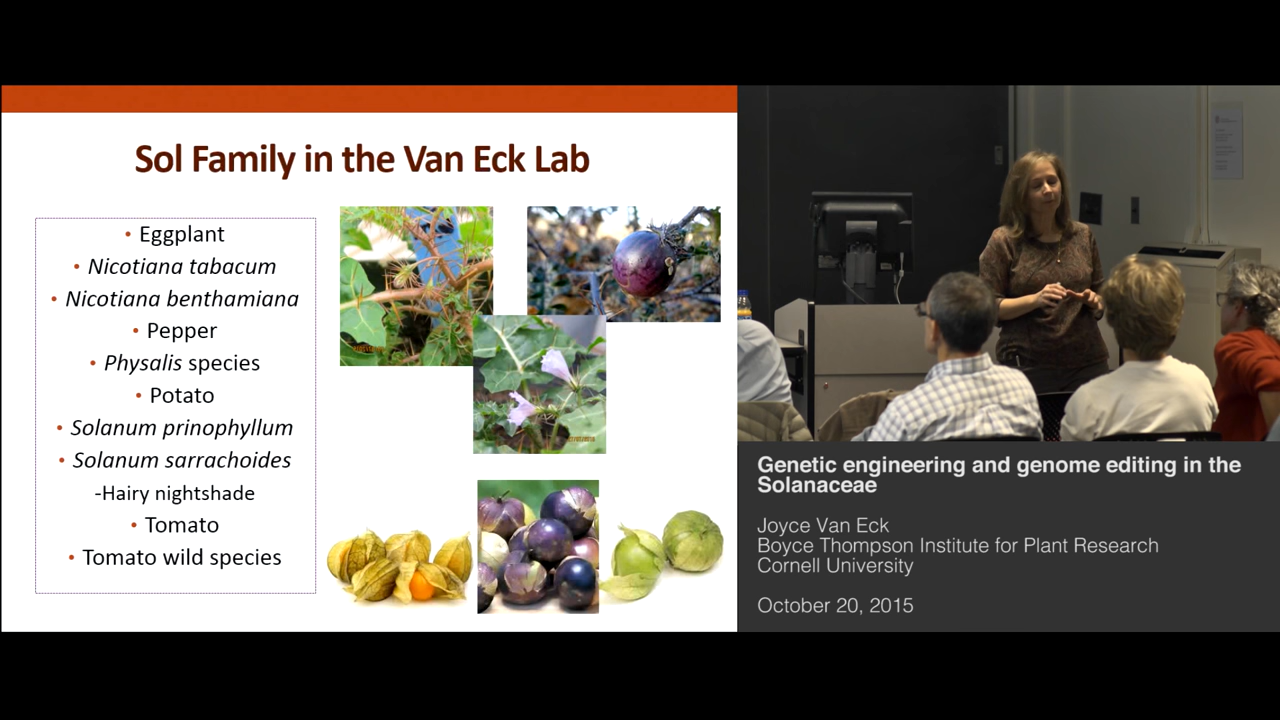 Sol Family in the Van Eck Lab
• Eggplant
• Nicotiana tabacum
• Nicotiana benthamiana
• Pepper
• Physalis species
• Potato
• Solanum prinophyllum
• Solanum sarrachoides
-Hairy nightshade
• Tomato
• Tomato wild species
Genetic engineering and genome editing in the
Solanaceae
Joyce Van Eck
Boyce Thompson Institute for Plant Research
Cornell University
October 20, 2015